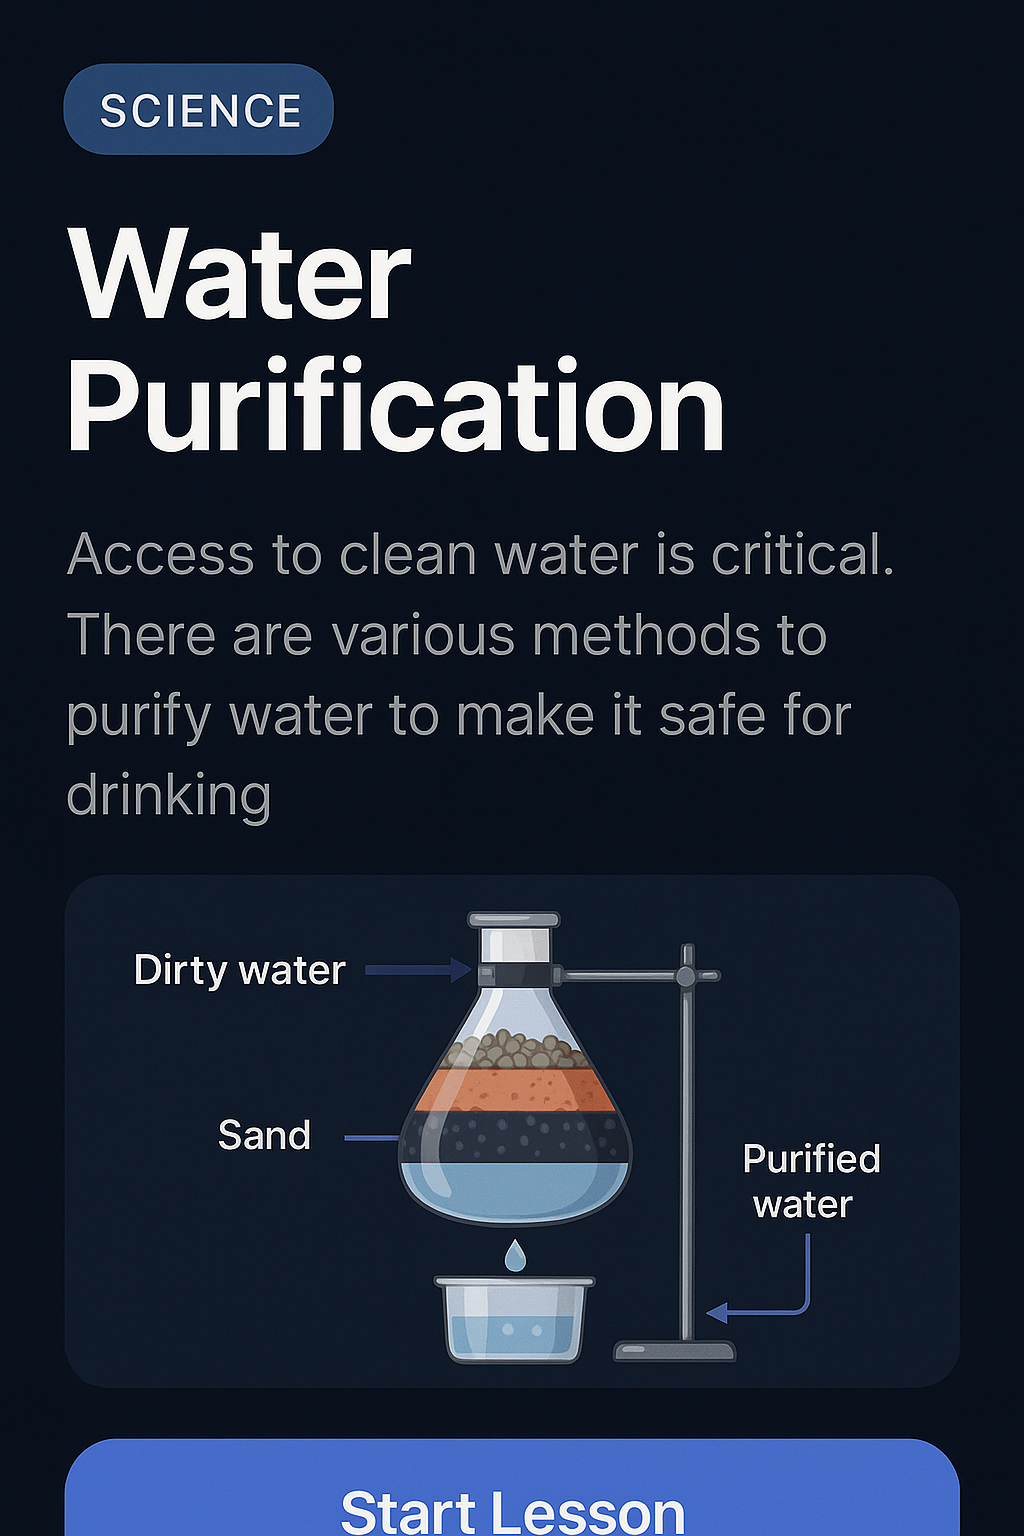 SCIENCE
Water
Purification
Access to clean water is critical.
There are various methods to
purify water to make it safe for
drinking
Dirty water
Sand
Purified
water
Start Lesson